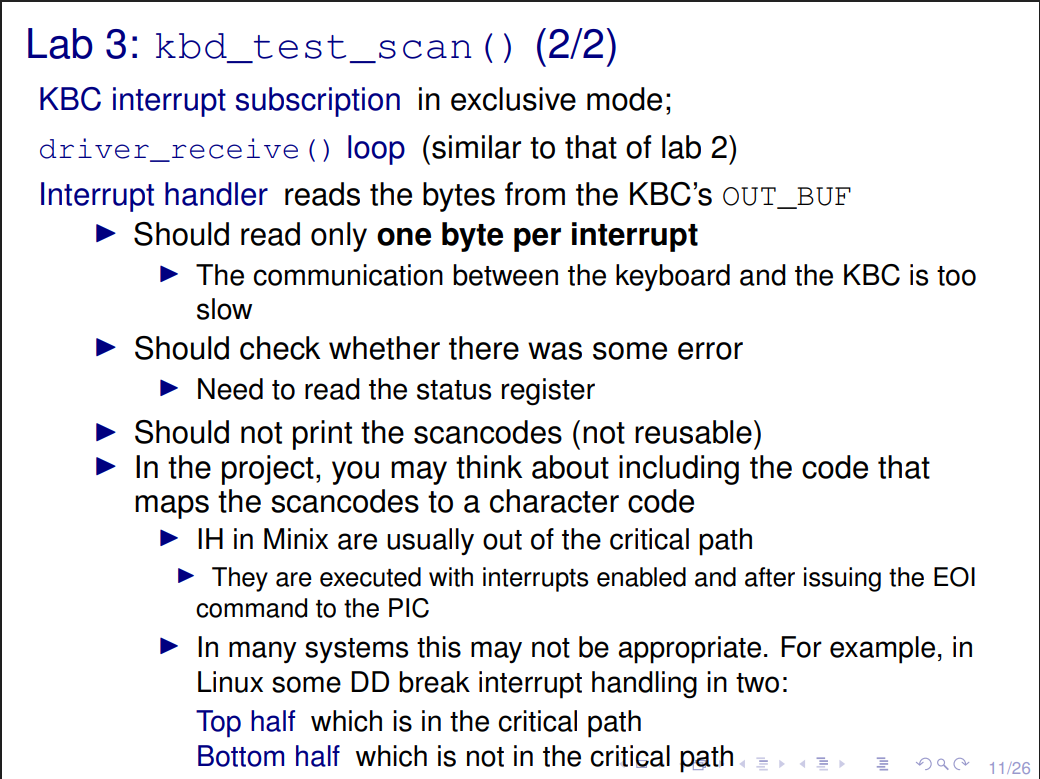 Lab 3: kbd_test_scan() (2/2)
KBC interrupt subscription in exclusive mode;
driver_receive() loop (similar to that of lab 2)
Interrupt handler reads the bytes from the KBC's OUT_BUF
▶ Should read only one byte per interrupt
▶ The communication between the keyboard and the KBC is too
slow
▶ Should check whether there was some error
▶ Need to read the status register
▶ Should not print the scancodes (not reusable)
▶ In the project, you may think about including the code that
maps the scancodes to a character code
▶ IH in Minix are usually out of the critical path
▶ They are executed with interrupts enabled and after issuing the EOI
command to the PIC
▶ In many systems this may not be appropriate. For example, in
Linux some DD break interrupt handling in two:
Top half which is in the critical path
Bottom half which is not in the critical path
11/26